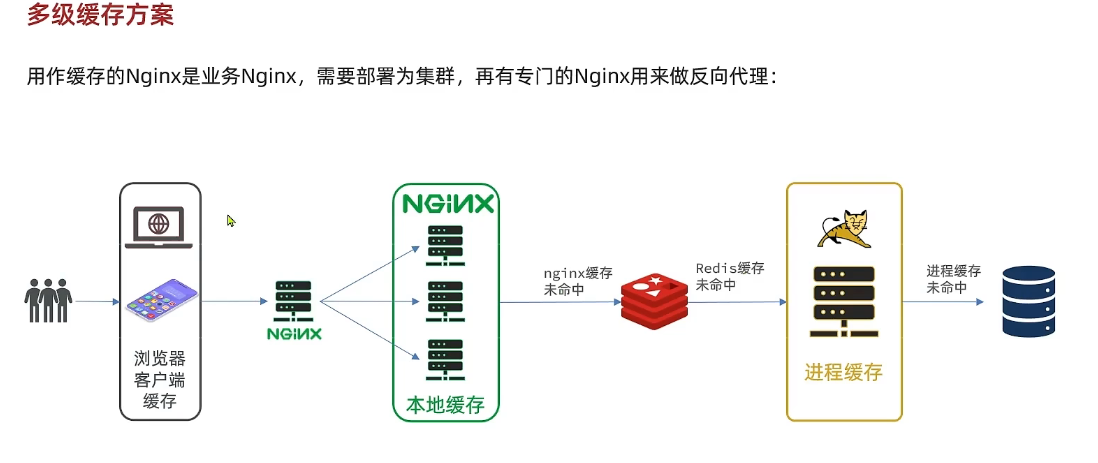 多级缓存方案
用作缓存的Nginx是业务Nginx，需要部署为集群，再有专门的Nginx用来做反向代理：
浏览器
客户端
缓存
NGINX
NGINX
本地缓存
nginx缓存
未命中
Redis缓存
未命中
进程缓存
进程缓存
未命中